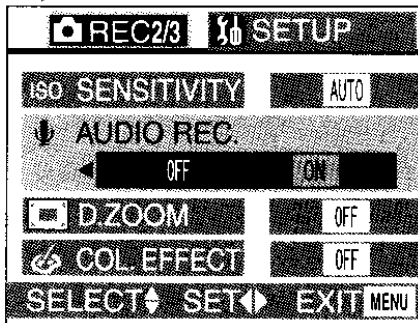 REC2/3 SETUP
ISO SENSITIVITY AUTO
AUDIO REC.
OFF ON
D.ZOOM OFF
COL. EFFECT OFF
SELECT SET EXIT MENU